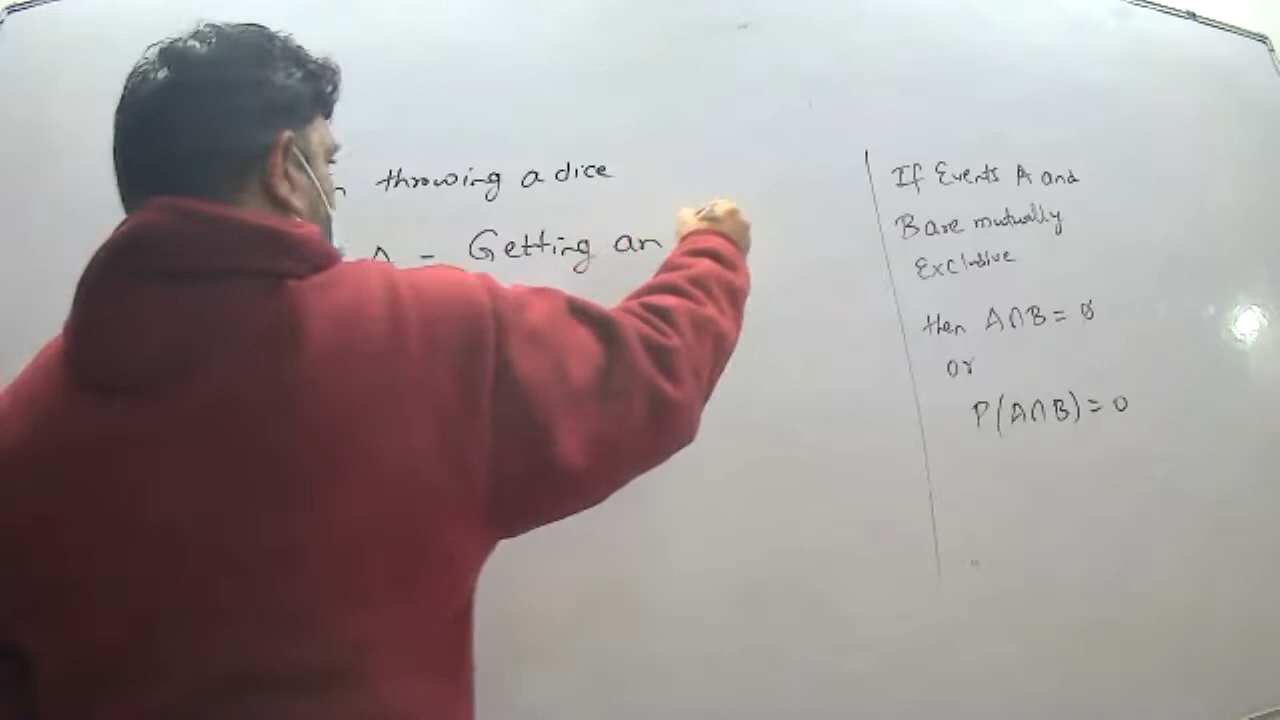 throwing a dice
A = Getting an
If Events A and
B are mutually
Exclusive
then A∩B = ϕ
or
P(A∩B) = 0